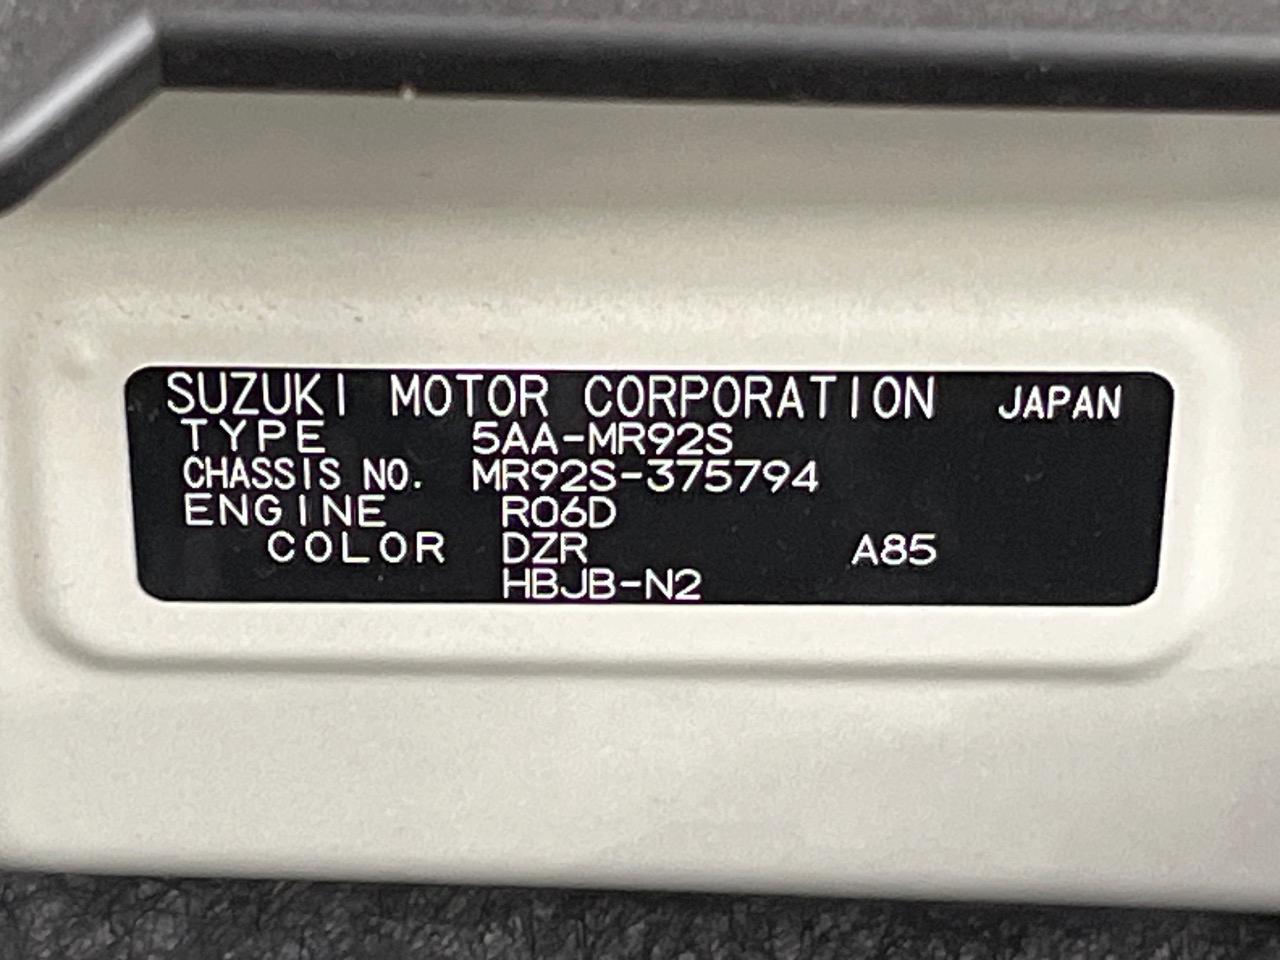 SUZUKI MOTOR CORPORATION JAPAN
TYPE 5AA-MR92S
CHASSIS NO. MR92S-375794
ENGINE R06D
COLOR DZR A85
HBJB-N2